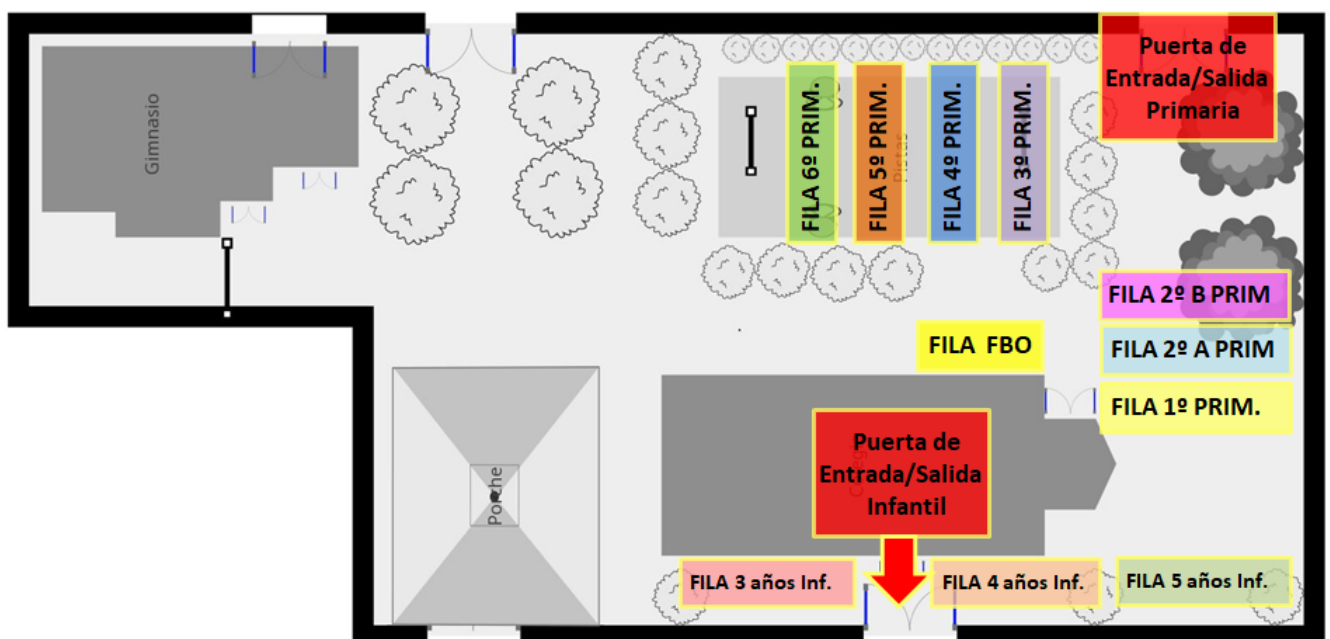 Gimnasio
Puerta de
Entrada/Salida
Primaria
FILA 6º PRIM.
FILA 5º PRIM.
FILA 4º PRIM.
FILA 3º PRIM.
FILA 2º B PRIM
FILA FBO
FILA 2º A PRIM
FILA 1º PRIM.
Puerta de
Entrada/Salida
Infantil
Porche
FILA 3 años Inf.
FILA 4 años Inf.
FILA 5 años Inf.